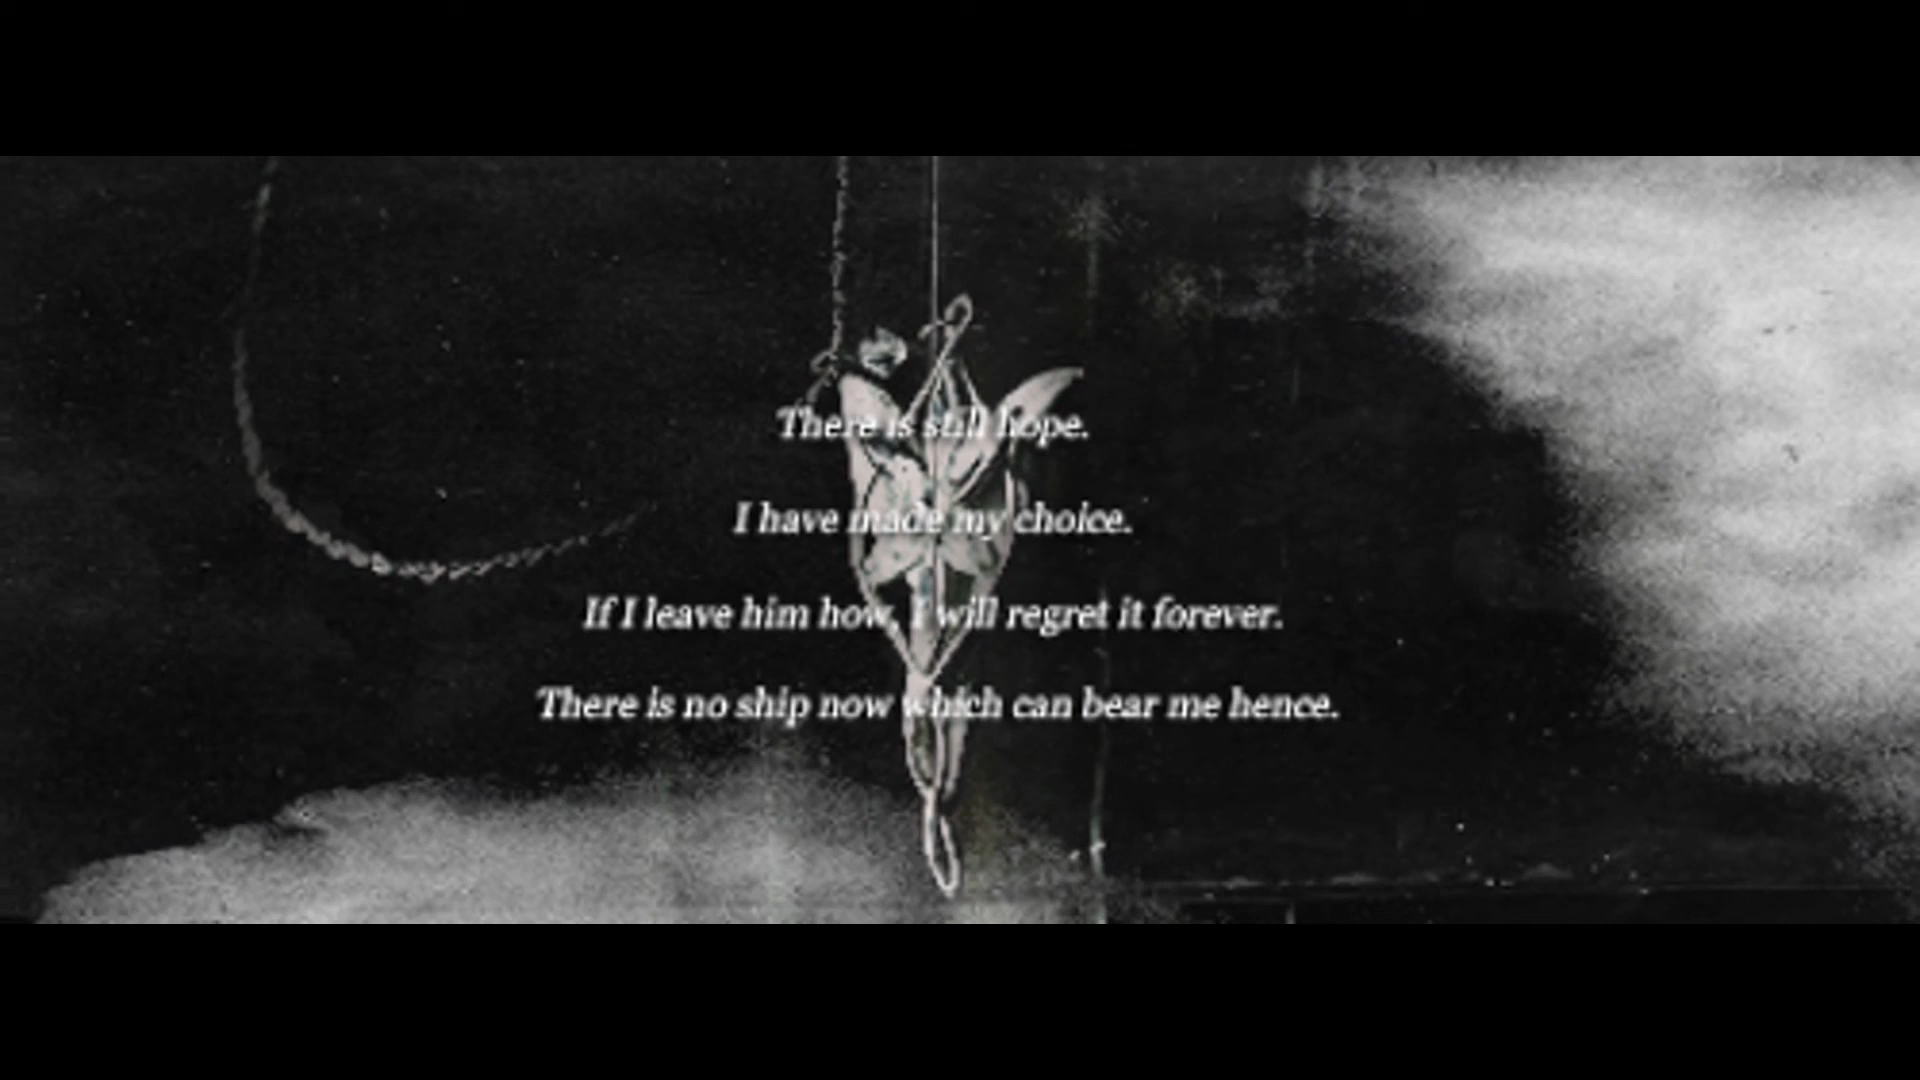 There is still hope.
I have made my choice.
If I leave him how, I will regret it forever.
There is no ship now which can bear me hence.